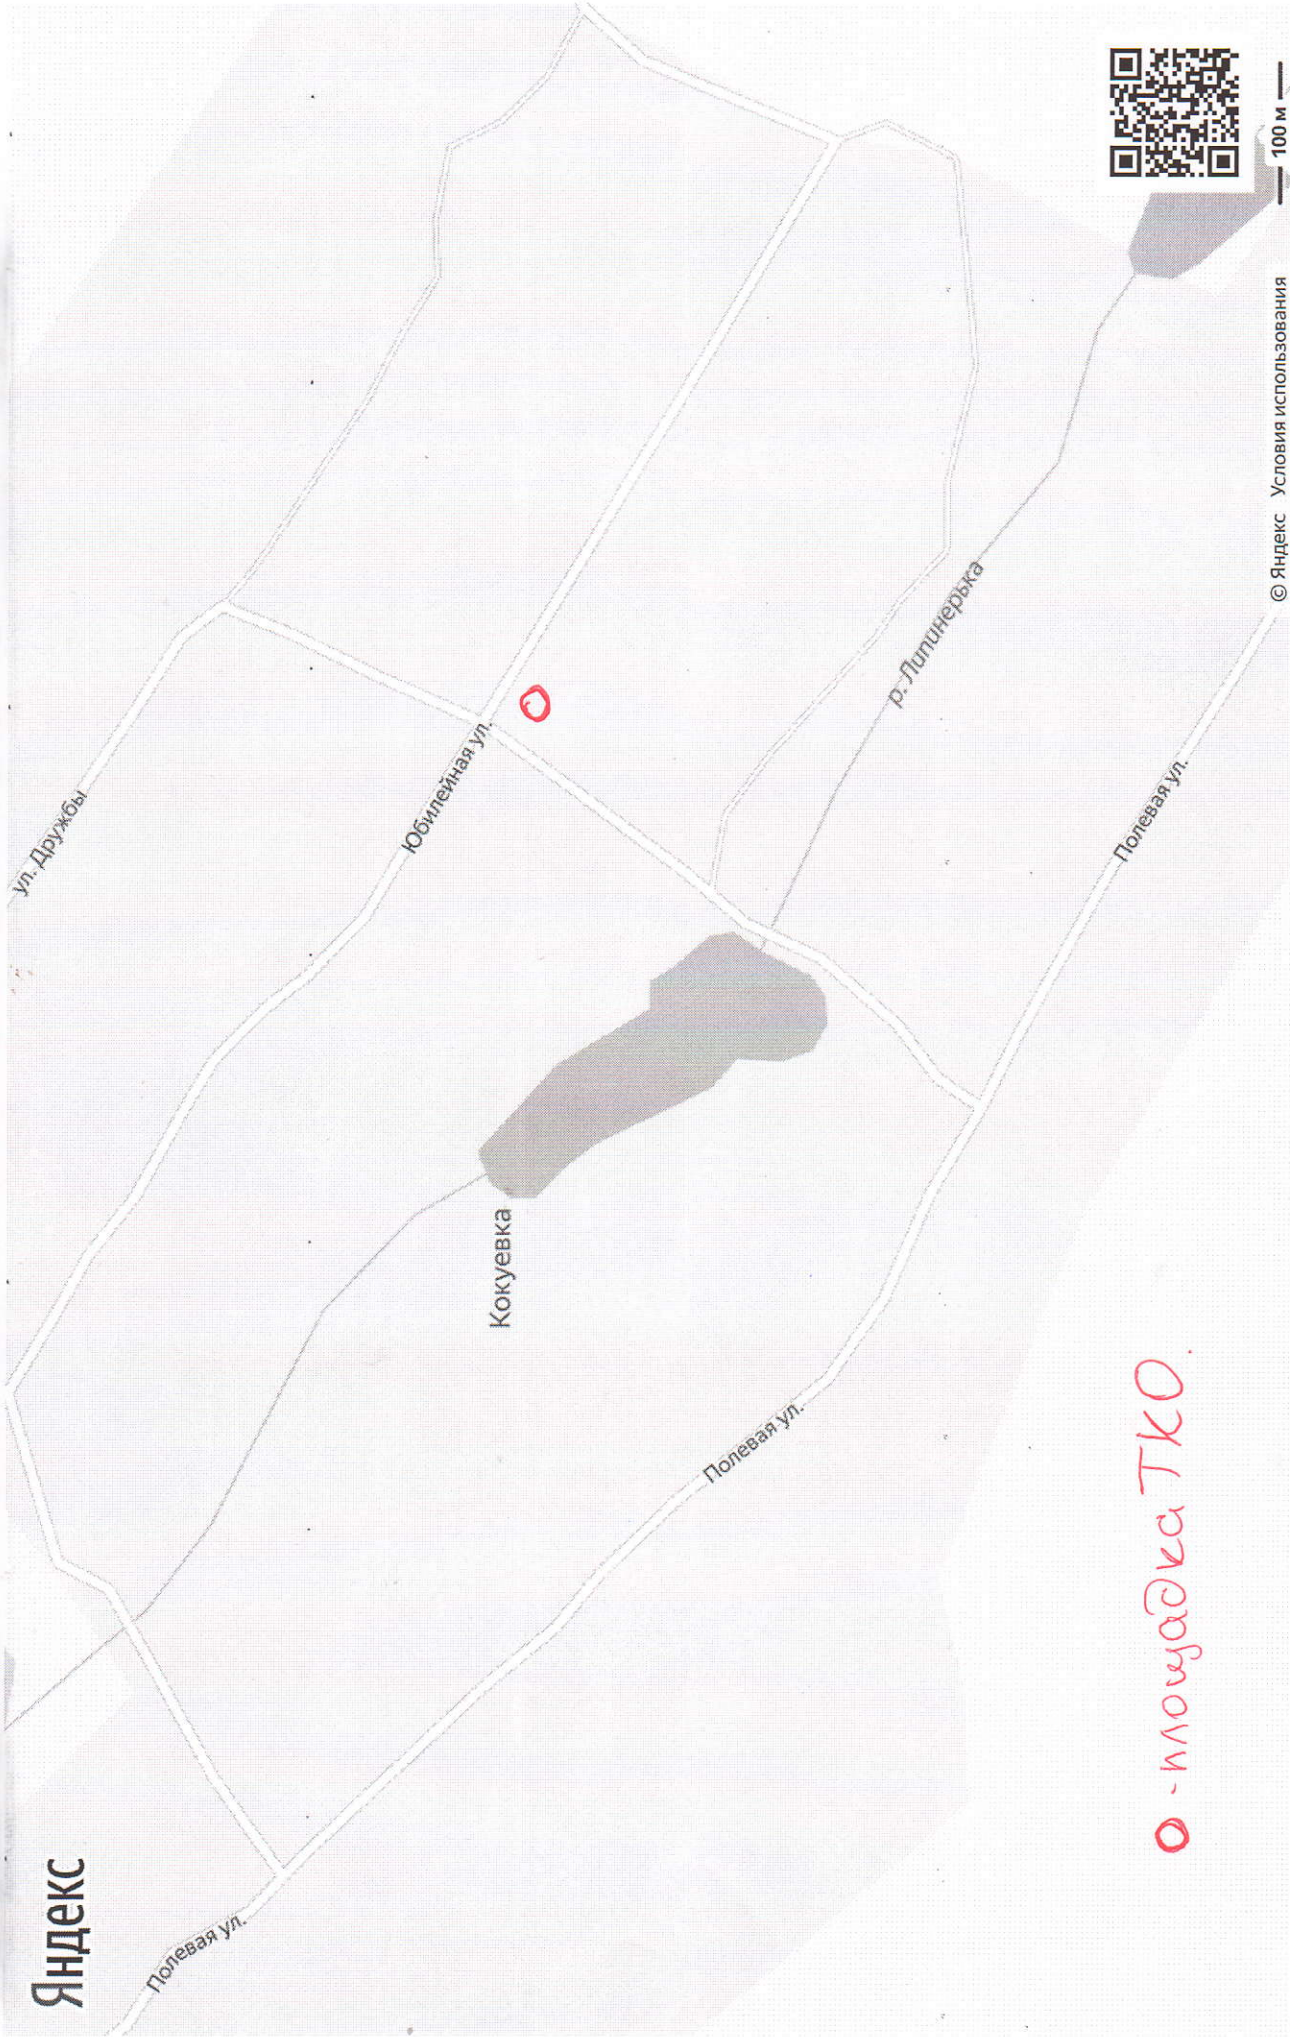 Яндекс
ул. Дружбы
Юбилейная ул.
Кокуевка
р. Липинерька
Полевая ул.
Полевая ул.
Полевая ул.
- площадка ТКО.
© Яндекс Условия использования
100 м